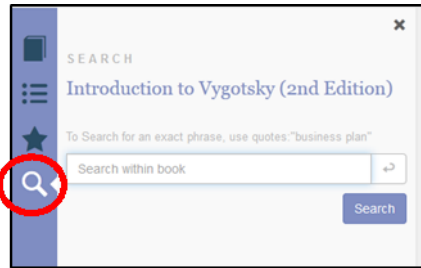 SEARCH
Introduction to Vygotsky (2nd Edition)
To Search for an exact phrase, use quotes:"business plan"
Search within book
Search